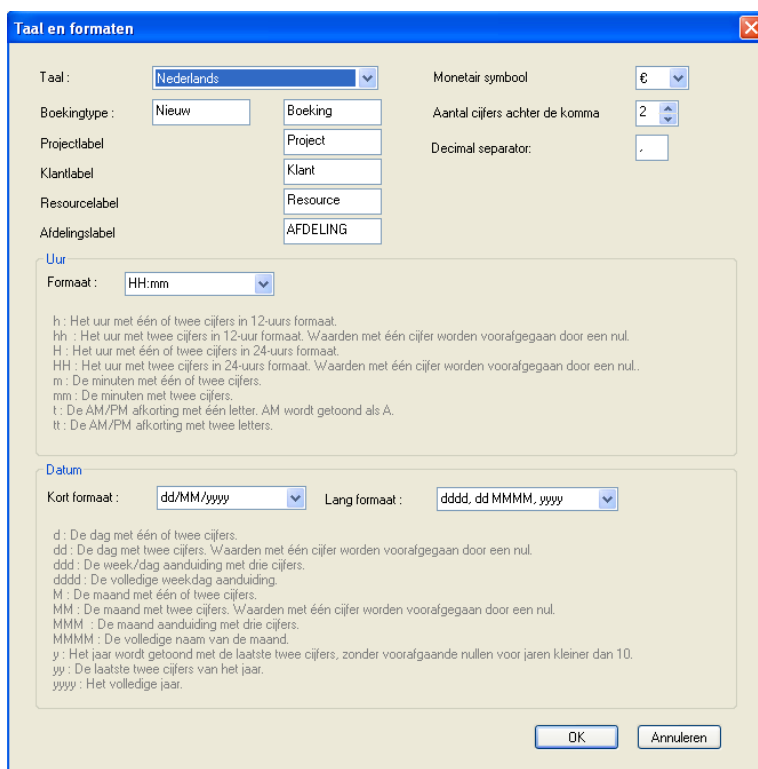 Taal en formaten
Taal : Nederlands Monetair symbool €
Boekingtype : Nieuw Boeking Aantal cijfers achter de komma 2
Projectlabel Project Decimal separator: ,
Klantlabel Klant
Resourcelabel Resource
Afdelingslabel AFDELING
Uur
Formaat : HH:mm
h : Het uur met één of twee cijfers in 12-uurs formaat.
hh : Het uur met twee cijfers in 12-uur formaat. Waarden met één cijfer worden voorafgegaan door een nul.
H : Het uur met één of twee cijfers in 24-uurs formaat.
HH : Het uur met twee cijfers in 24-uurs formaat. Waarden met één cijfer worden voorafgegaan door een nul..
m : De minuten met één of twee cijfers.
mm : De minuten met twee cijfers.
t : De AM/PM afkorting met één letter. AM wordt getoond als A.
tt : De AM/PM afkorting met twee letters.
Datum
Kort formaat : dd/MM/yyyy Lang formaat : dddd, dd MMMM, yyyy
d : De dag met één of twee cijfers.
dd : De dag met twee cijfers. Waarden met één cijfer worden voorafgegaan door een nul.
ddd : De week/dag aanduiding met drie cijfers.
dddd : De volledige weekdag aanduiding.
M : De maand met één of twee cijfers.
MM : De maand met twee cijfers. Waarden met één cijfer worden voorafgegaan door een nul.
MMM : De maand aanduiding met drie cijfers.
MMMM : De volledige naam van de maand.
y : Het jaar wordt getoond met de laatste twee cijfers, zonder voorafgaande nullen voor jaren kleiner dan 10.
yy : De laatste twee cijfers van het jaar.
yyyy : Het volledige jaar.
OK Annuleren